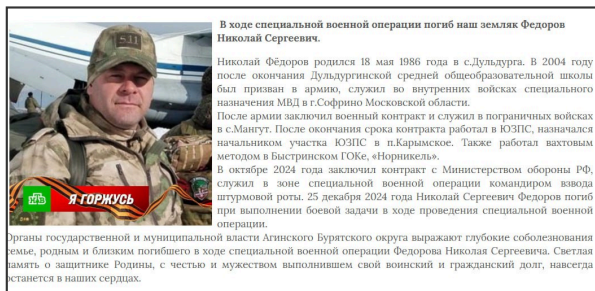 В ходе специальной военной операции погиб наш земляк Федоров
Николай Сергеевич.
Николай Фёдоров родился 18 мая 1986 года в с.Дульдурга. В 2004 году
после окончания Дульдургинской средней общеобразовательной школы
был призван в армию, служил во внутренних войсках специального
назначения МВД в г.Софрино Московской области.
После армии заключил военный контракт и служил в пограничных войсках
в с.Мангут. После окончания срока контракта работал в ЮЗПС, назначался
начальником участка ЮЗПС в п.Карымское. Также работал вахтовым
методом в Быстринском ГОКе, «Норникель».
В октябре 2024 года заключил контракт с Министерством обороны РФ,
служил в зоне специальной военной операции командиром взвода
штурмовой роты. 25 декабря 2024 года Николай Сергеевич Федоров погиб
при выполнении боевой задачи в ходе проведения специальной военной
операции.
Органы государственной и муниципальной власти Агинского Бурятского округа выражают глубокие соболезнования
семье, родным и близким погибшего в ходе специальной военной операции Федорова Николая Сергеевича. Светлая
память о защитнике Родины, с честью и мужеством выполнившем свой воинский и гражданский долг, навсегда
останется в наших сердцах.
5.11
НТВ
Я ГОРЖУСЬ